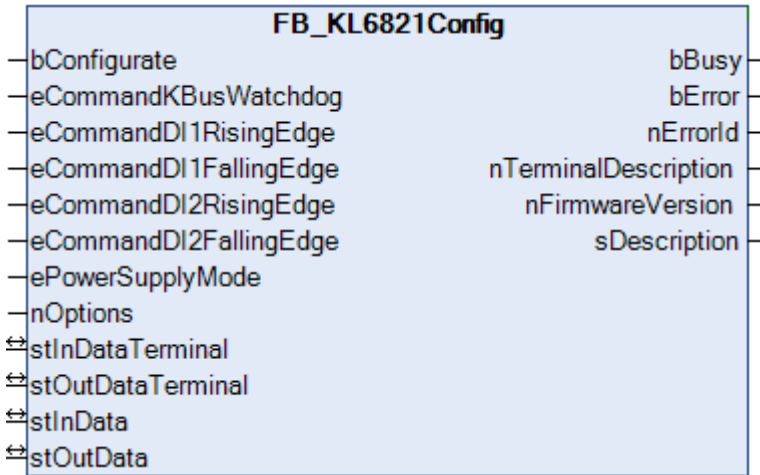 FB_KL6821Config
bConfigurate bBusy
eCommandKBusWatchdog bError
eCommandDI1RisingEdge nErrorId
eCommandDI1FallingEdge nTerminalDescription
eCommandDI2RisingEdge nFirmwareVersion
eCommandDI2FallingEdge sDescription
ePowerSupplyMode
nOptions
stInDataTerminal
stOutDataTerminal
stInData
stOutData